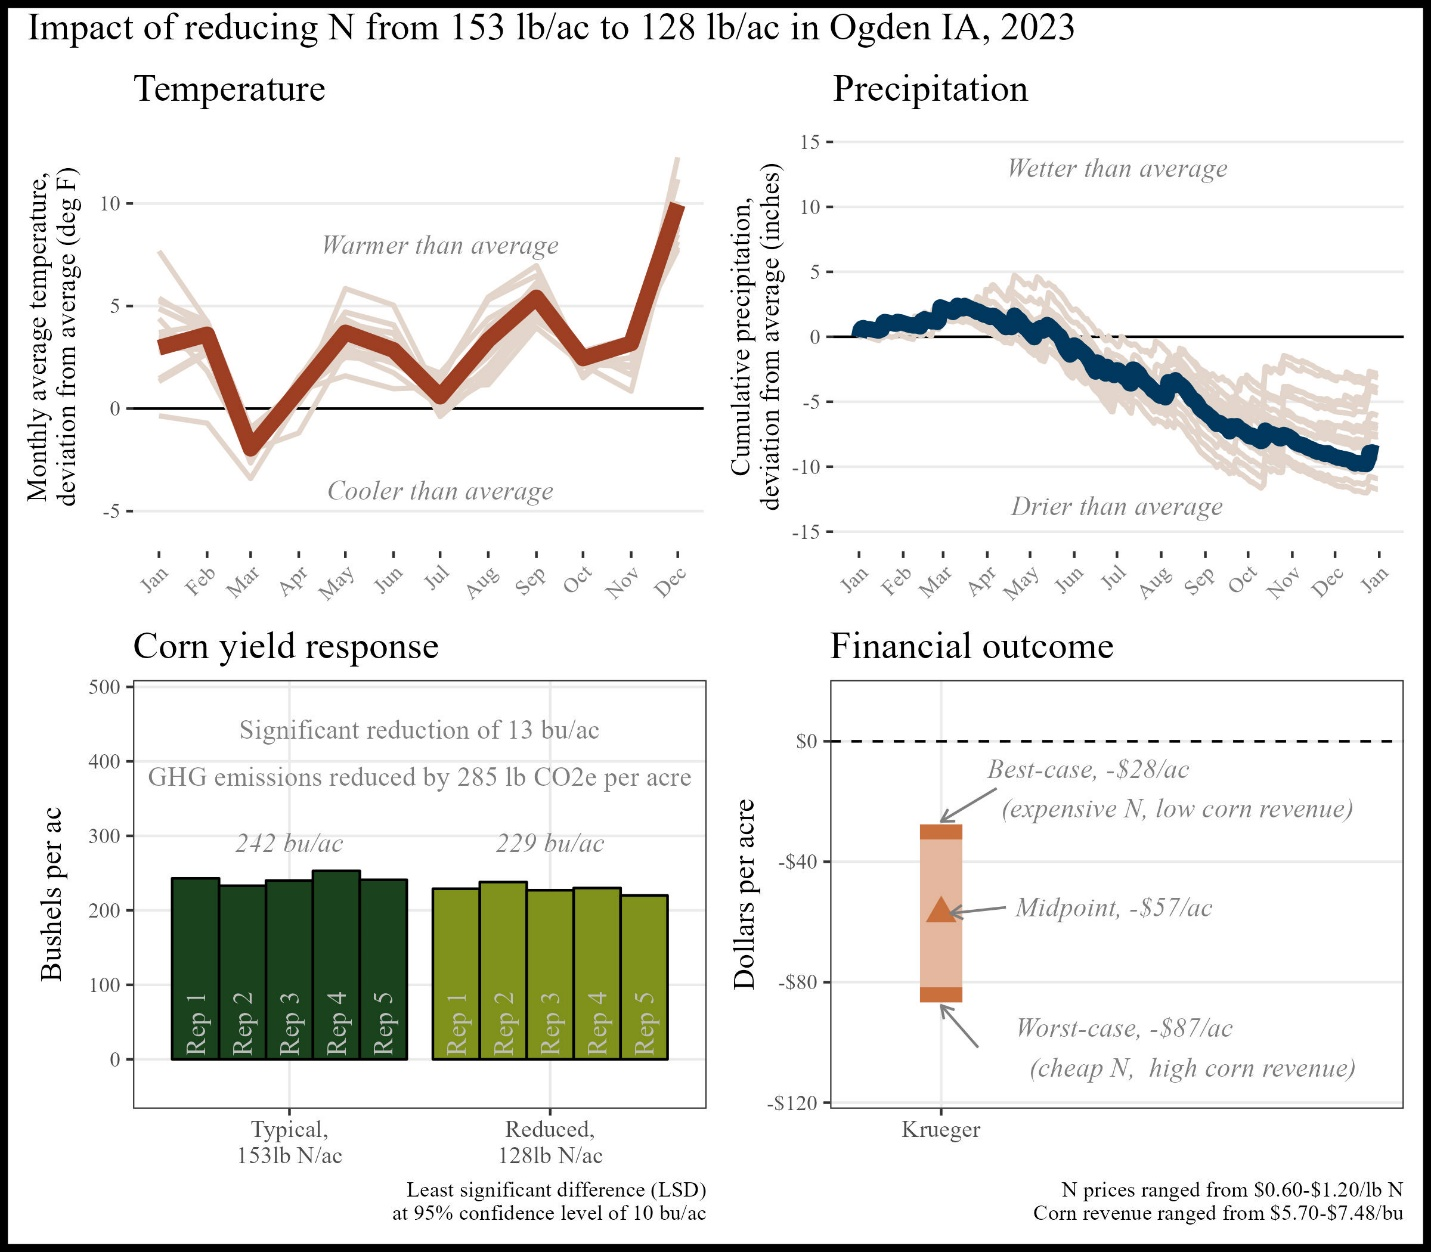 Impact of reducing N from 153 lb/ac to 128 lb/ac in Ogden IA, 2023
Temperature
Monthly average temperature,
deviation from average (deg F)
10
5
0
-5
Warmer than average
Cooler than average
Jan
Feb
Mar
Apr
May
Jun
Jul
Aug
Sep
Oct
Nov
Dec
Precipitation
Cumulative precipitation,
deviation from average (inches)
15
10
5
0
-5
-10
-15
Wetter than average
Drier than average
Jan
Feb
Mar
Apr
May
Jun
Jul
Aug
Sep
Oct
Nov
Dec
Jan
Corn yield response
Bushels per ac
500
400
300
200
100
0
Significant reduction of 13 bu/ac
GHG emissions reduced by 285 lb CO2e per acre
242 bu/ac
229 bu/ac
Rep 1
Rep 2
Rep 3
Rep 4
Rep 5
Rep 1
Rep 2
Rep 3
Rep 4
Rep 5
Typical,
153lb N/ac
Reduced,
128lb N/ac
Least significant difference (LSD)
at 95% confidence level of 10 bu/ac
Financial outcome
Dollars per acre
$0
-$40
-$80
-$120
Best-case, -$28/ac
(expensive N, low corn revenue)
Midpoint, -$57/ac
Worst-case, -$87/ac
(cheap N,  high corn revenue)
Krueger
N prices ranged from $0.60-$1.20/lb N
Corn revenue ranged from $5.70-$7.48/bu